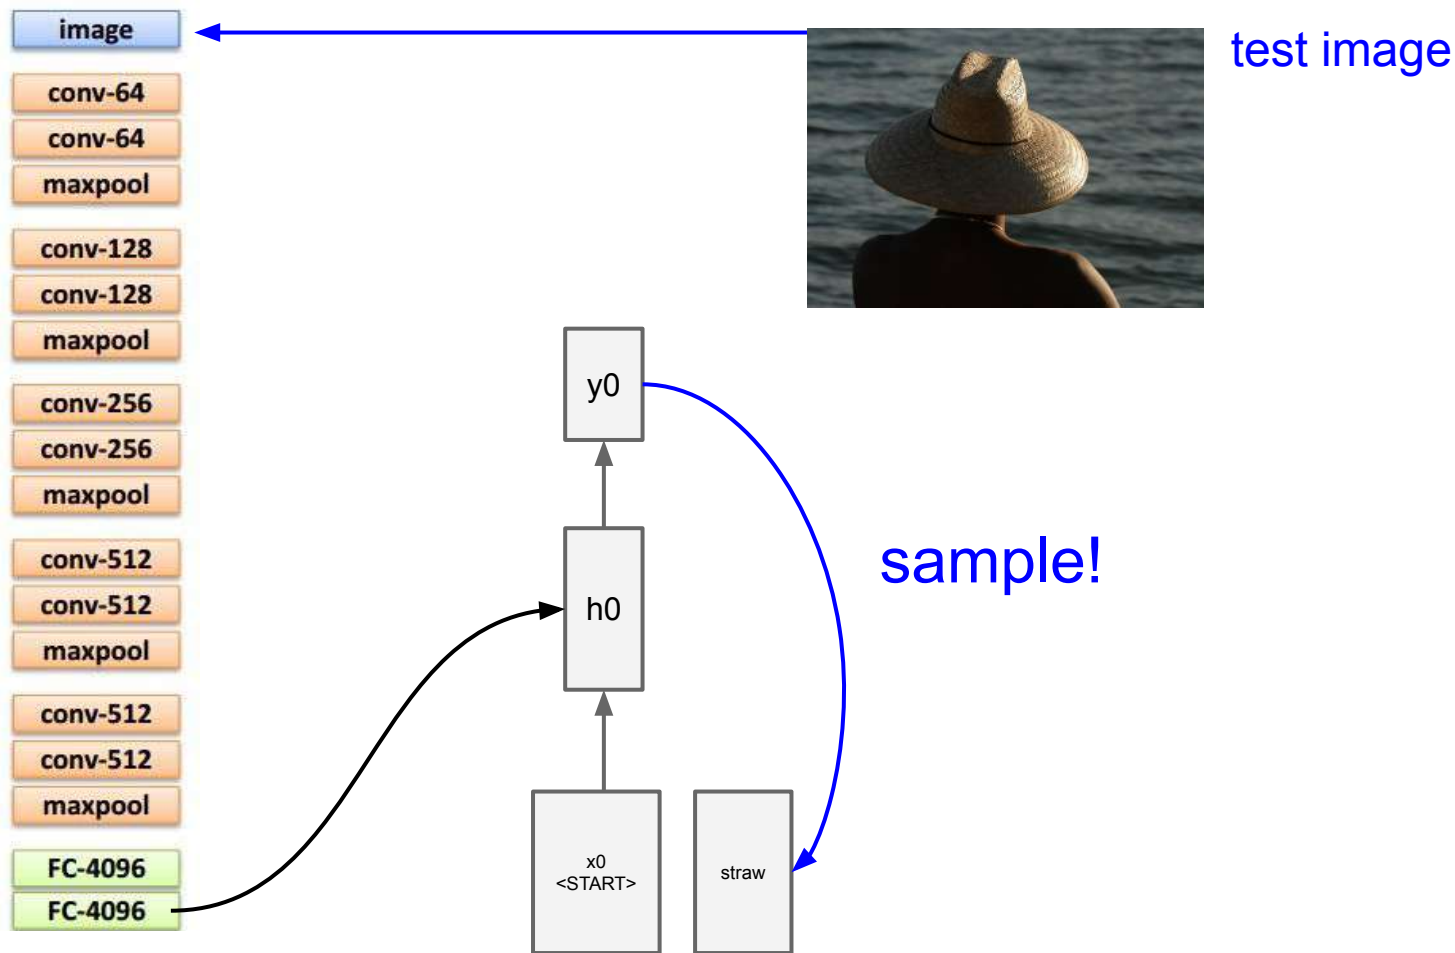 image
test image
conv-64
conv-64
maxpool
conv-128
conv-128
maxpool
conv-256
conv-256
maxpool
conv-512
conv-512
maxpool
conv-512
conv-512
maxpool
FC-4096
FC-4096
y0
h0
sample!
x0
<START>
straw